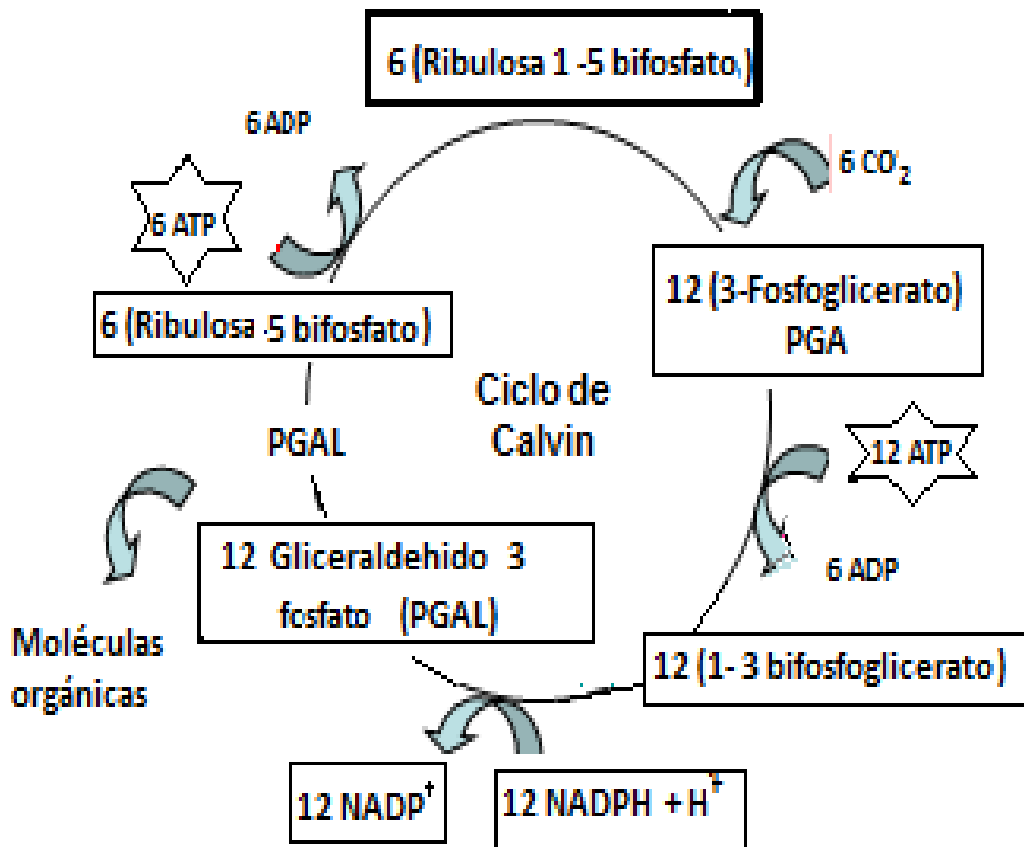 6 (Ribulosa 1 -5 bifosfato)
6 ADP
6 CO2
6 ATP
12 (3-Fosfoglicerato)
PGA
6 (Ribulosa -5 bifosfato)
Ciclo de
Calvin
PGAL
12 ATP
12 Gliceraldehido 3
fosfato (PGAL)
6 ADP
Moléculas
orgánicas
12 (1- 3 bifosfoglicerato)
12 NADP+
12 NADPH + H+